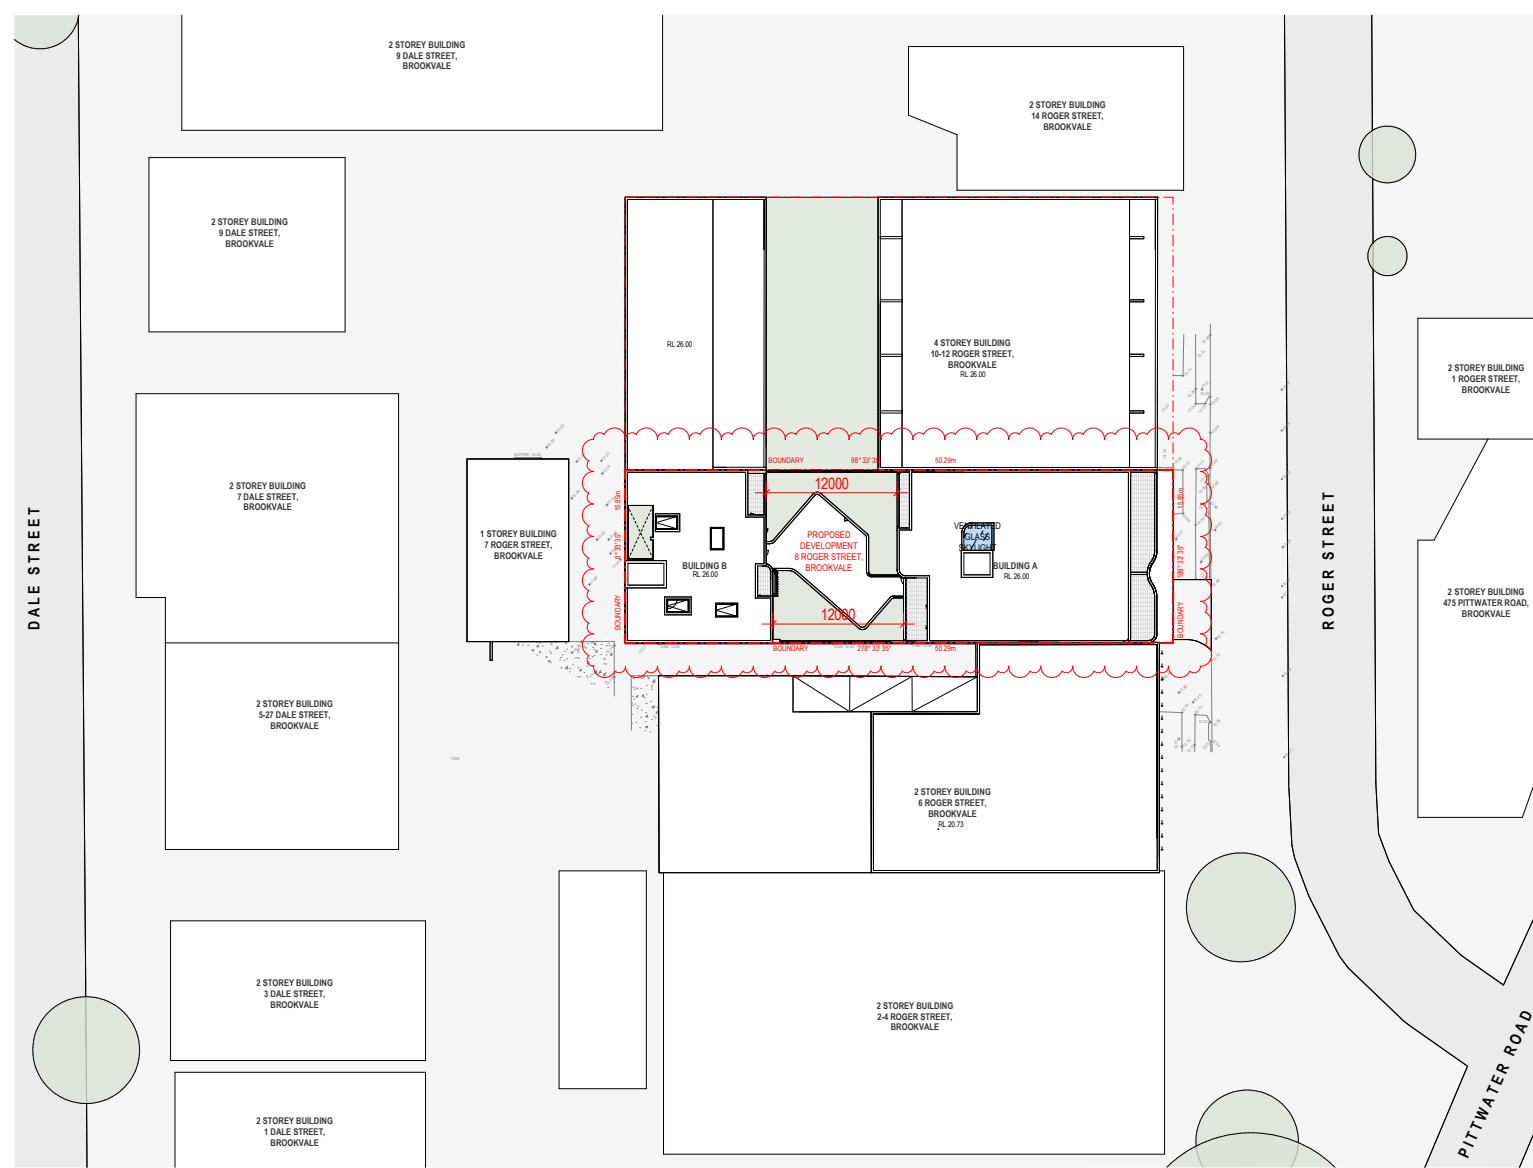 2 STOREY BUILDING
9 DALE STREET,
BROOKVALE
2 STOREY BUILDING
14 ROGER STREET,
BROOKVALE
2 STOREY BUILDING
9 DALE STREET,
BROOKVALE
RL 26.00
4 STOREY BUILDING
10-12 ROGER STREET,
BROOKVALE
RL 26.00
2 STOREY BUILDING
1 ROGER STREET,
BROOKVALE
BOUNDARY
50.29m
12000
2 STOREY BUILDING
7 DALE STREET,
BROOKVALE
1 STOREY BUILDING
7 ROGER STREET,
BROOKVALE
BOUNDARY
BUILDING B
RL 26.00
PROPOSED
DEVELOPMENT
8 ROGER STREET,
BROOKVALE
VENTILATED
GLASS
SKYLIGHT
BUILDING A
RL 26.00
BOUNDARY
DALE STREET
ROGER STREET
2 STOREY BUILDING
475 PITTWATER ROAD,
BROOKVALE
12000
BOUNDARY
278° 33' 35"
50.29m
2 STOREY BUILDING
5-27 DALE STREET,
BROOKVALE
2 STOREY BUILDING
6 ROGER STREET,
BROOKVALE
RL 20.73
2 STOREY BUILDING
3 DALE STREET,
BROOKVALE
2 STOREY BUILDING
2-4 ROGER STREET,
BROOKVALE
2 STOREY BUILDING
1 DALE STREET,
BROOKVALE
PITTWATER ROAD